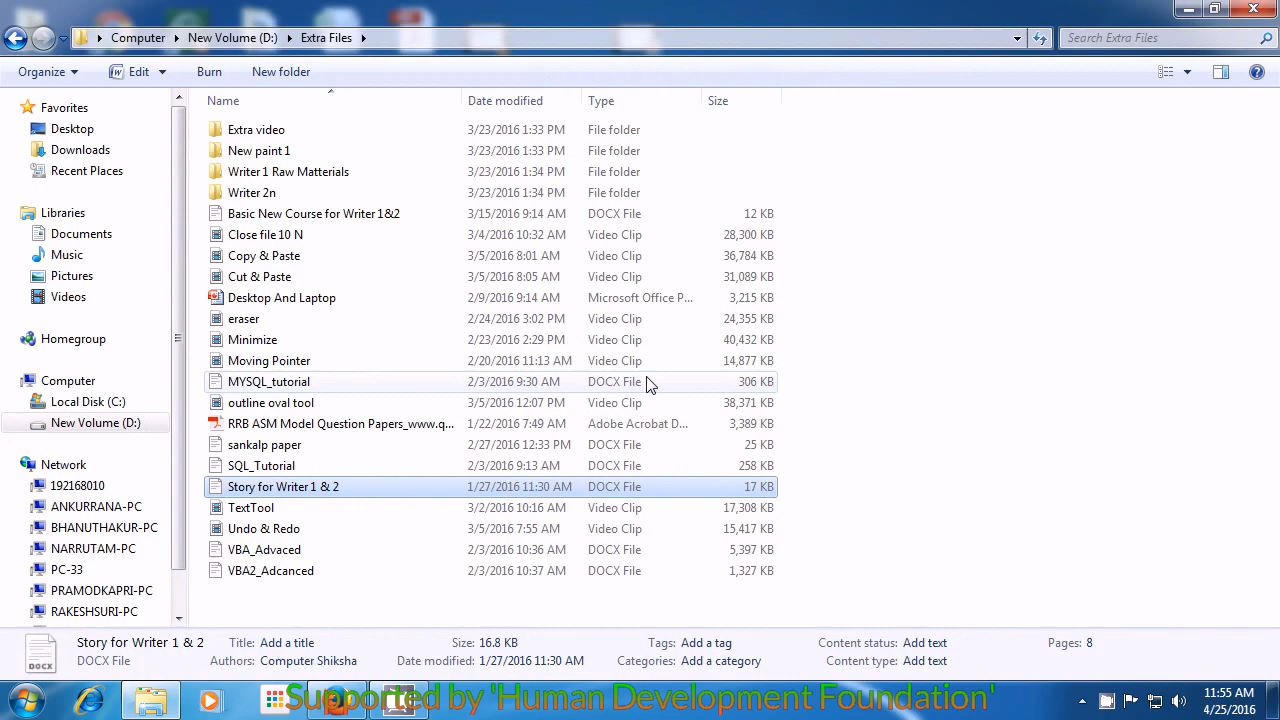 Computer New Volume (D:) Extra Files Search Extra Files
Organize Edit Burn New folder
Favorites
Desktop
Downloads
Recent Places
Libraries
Documents
Music
Pictures
Videos
Homegroup
Computer
Local Disk (C:)
New Volume (D:)
Network
192168010
ANKURRANA-PC
BHANUTHAKUR-PC
NARRUTAM-PC
PC-33
PRAMODKAPRI-PC
RAKESHSURI-PC
Name Date modified Type Size
Extra video 3/23/2016 1:33 PM File folder
New paint 1 3/23/2016 1:33 PM File folder
Writer 1 Raw Matterials 3/23/2016 1:34 PM File folder
Writer 2n 3/23/2016 1:34 PM File folder
Basic New Course for Writer 1&2 3/15/2016 9:14 AM DOCX File 12 KB
Close file 10 N 3/4/2016 10:32 AM Video Clip 28,300 KB
Copy & Paste 3/5/2016 8:01 AM Video Clip 36,784 KB
Cut & Paste 3/5/2016 8:05 AM Video Clip 31,089 KB
Desktop And Laptop 2/9/2016 9:14 AM Microsoft Office P... 3,215 KB
eraser 2/24/2016 3:02 PM Video Clip 24,355 KB
Minimize 2/23/2016 2:29 PM Video Clip 40,432 KB
Moving Pointer 2/20/2016 11:13 AM Video Clip 14,877 KB
MYSQL_tutorial 2/3/2016 9:30 AM DOCX File 306 KB
outline oval tool 3/5/2016 12:07 PM Video Clip 38,371 KB
RRB ASM Model Question Papers_www.q... 1/22/2016 7:49 AM Adobe Acrobat D... 3,389 KB
sankalp paper 2/27/2016 12:33 PM DOCX File 25 KB
SQL_Tutorial 2/3/2016 9:13 AM DOCX File 258 KB
Story for Writer 1 & 2 1/27/2016 11:30 AM DOCX File 17 KB
TextTool 3/2/2016 10:16 AM Video Clip 17,308 KB
Undo & Redo 3/5/2016 7:55 AM Video Clip 15,417 KB
VBA_Advaced 2/3/2016 10:36 AM DOCX File 5,397 KB
VBA2_Adcanced 2/3/2016 10:37 AM DOCX File 1,327 KB
Story for Writer 1 & 2 Title: Add a title Size: 16.8 KB Tags: Add a tag Content status: Add text Pages: 8
DOCX File Authors: Computer Shiksha Date modified: 1/27/2016 11:30 AM Categories: Add a category Content type: Add text
DOCX
Supported by 'Human Development Foundation'
11:55 AM
4/25/2016